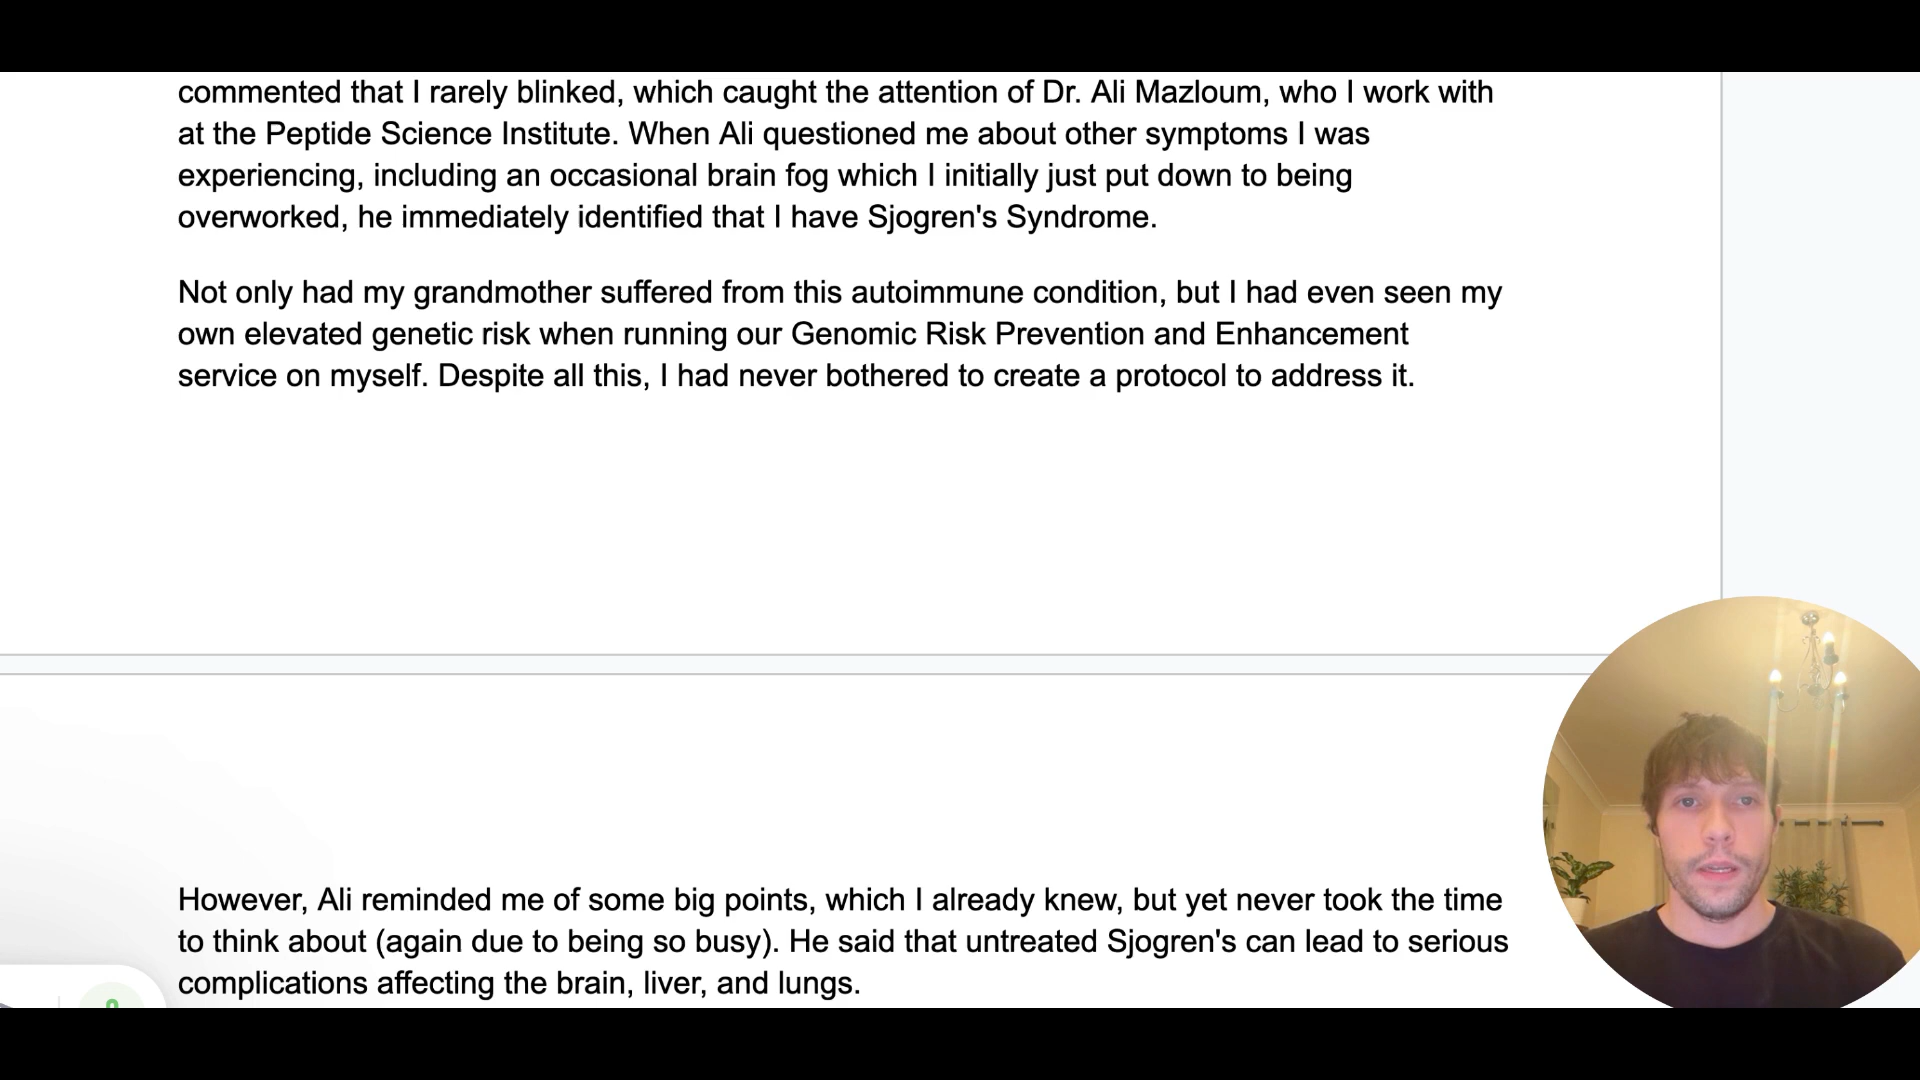 commented that I rarely blinked, which caught the attention of Dr. Ali Mazloum, who I work with
at the Peptide Science Institute. When Ali questioned me about other symptoms I was
experiencing, including an occasional brain fog which I initially just put down to being
overworked, he immediately identified that I have Sjogren's Syndrome.
Not only had my grandmother suffered from this autoimmune condition, but I had even seen my
own elevated genetic risk when running our Genomic Risk Prevention and Enhancement
service on myself. Despite all this, I had never bothered to create a protocol to address it.
However, Ali reminded me of some big points, which I already knew, but yet never took the time
to think about (again due to being so busy). He said that untreated Sjogren's can lead to serious
complications affecting the brain, liver, and lungs.